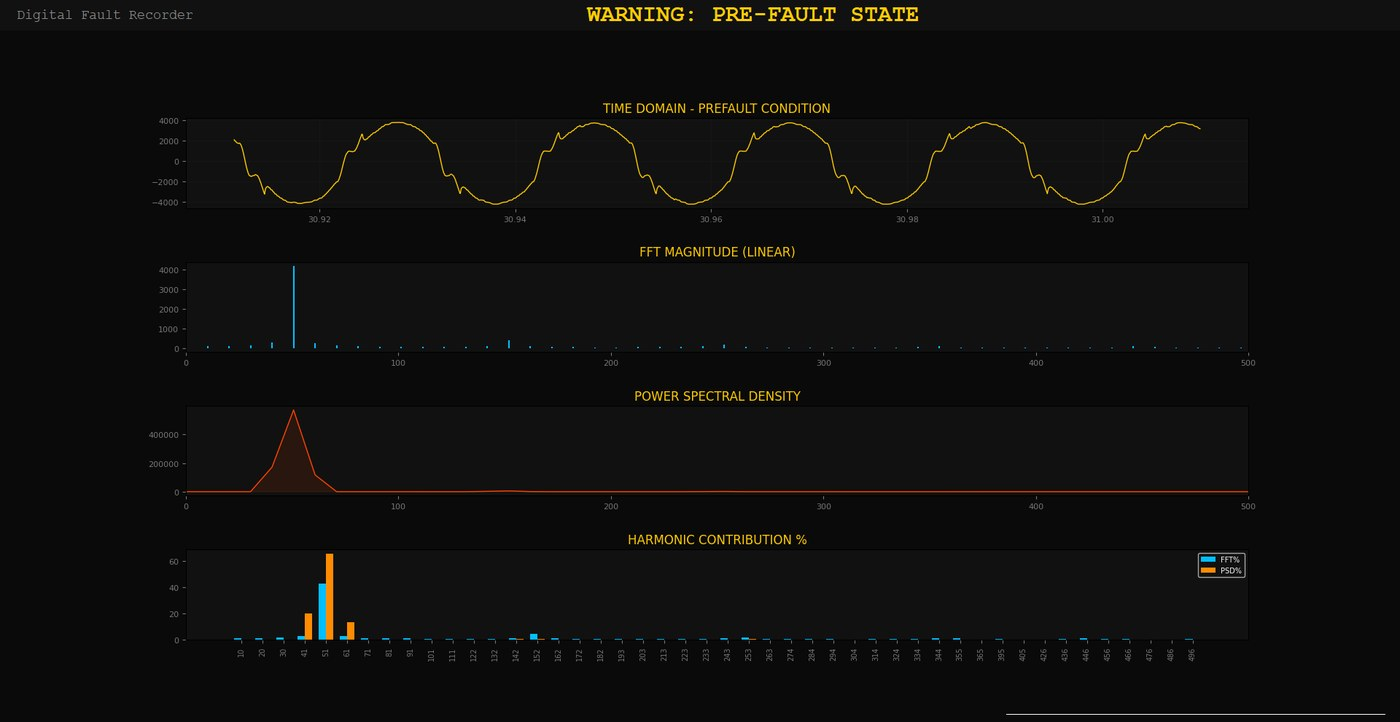 Digital Fault Recorder
WARNING: PRE-FAULT STATE
TIME DOMAIN - PREFAULT CONDITION
4000
2000
0
−2000
−4000
30.92 30.94 30.96 30.98 31.00
FFT MAGNITUDE (LINEAR)
4000
3000
2000
1000
0
0 100 200 300 400 500
POWER SPECTRAL DENSITY
400000
200000
0
0 100 200 300 400 500
HARMONIC CONTRIBUTION %
FFT%
PSD%
60
40
20
0
10 20 30 41 51 61 71 81 91 101 111 122 132 142 152 162 172 182 193 203 213 223 233 243 253 263 274 284 294 304 314 324 334 344 355 365 395 405 426 436 446 456 466 476 486 496